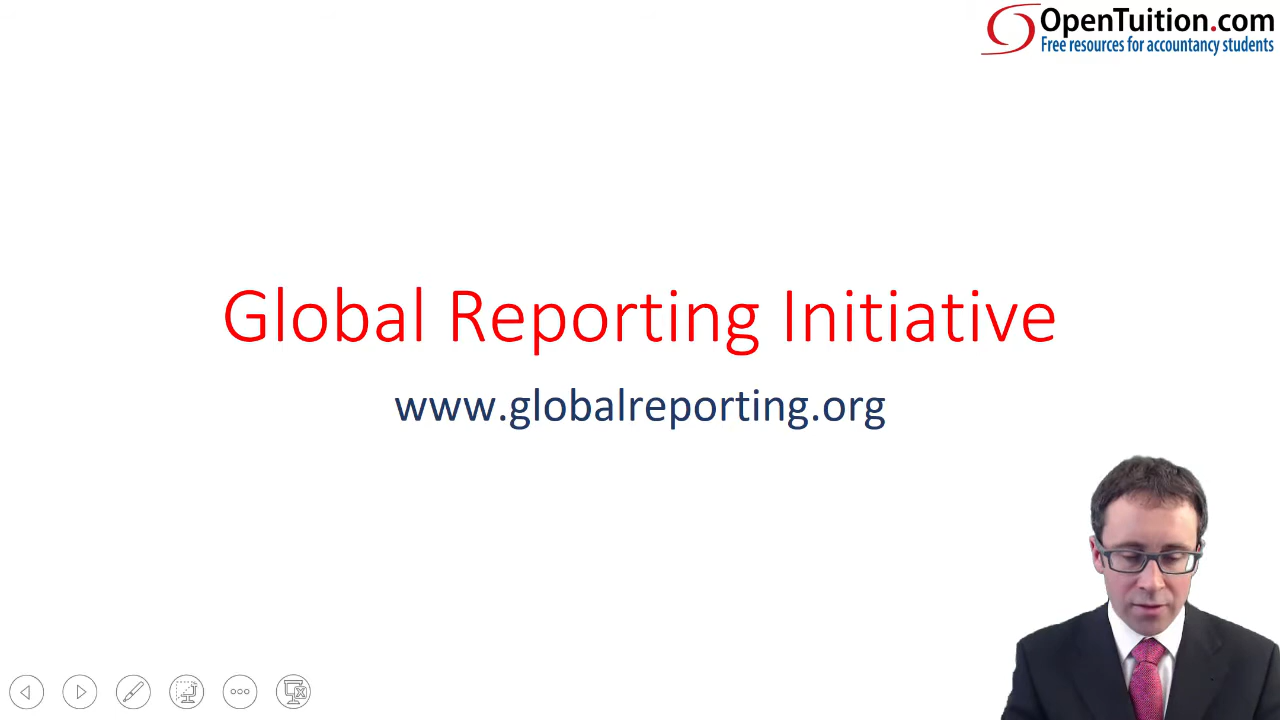 OpenTuition.com
Free resources for accountancy students
Global Reporting Initiative
www.globalreporting.org